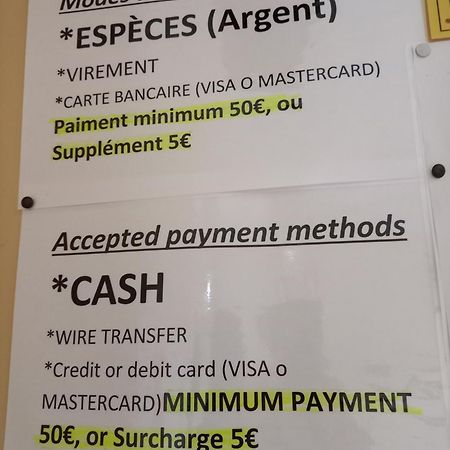 Modes
*ESPÈCES (Argent)
*VIREMENT
*CARTE BANCAIRE (VISA O MASTERCARD)
Paiment minimum 50€, ou
Supplément 5€
Accepted payment methods
*CASH
*WIRE TRANSFER
*Credit or debit card (VISA o
MASTERCARD)MINIMUM PAYMENT
50€, or Surcharge 5€